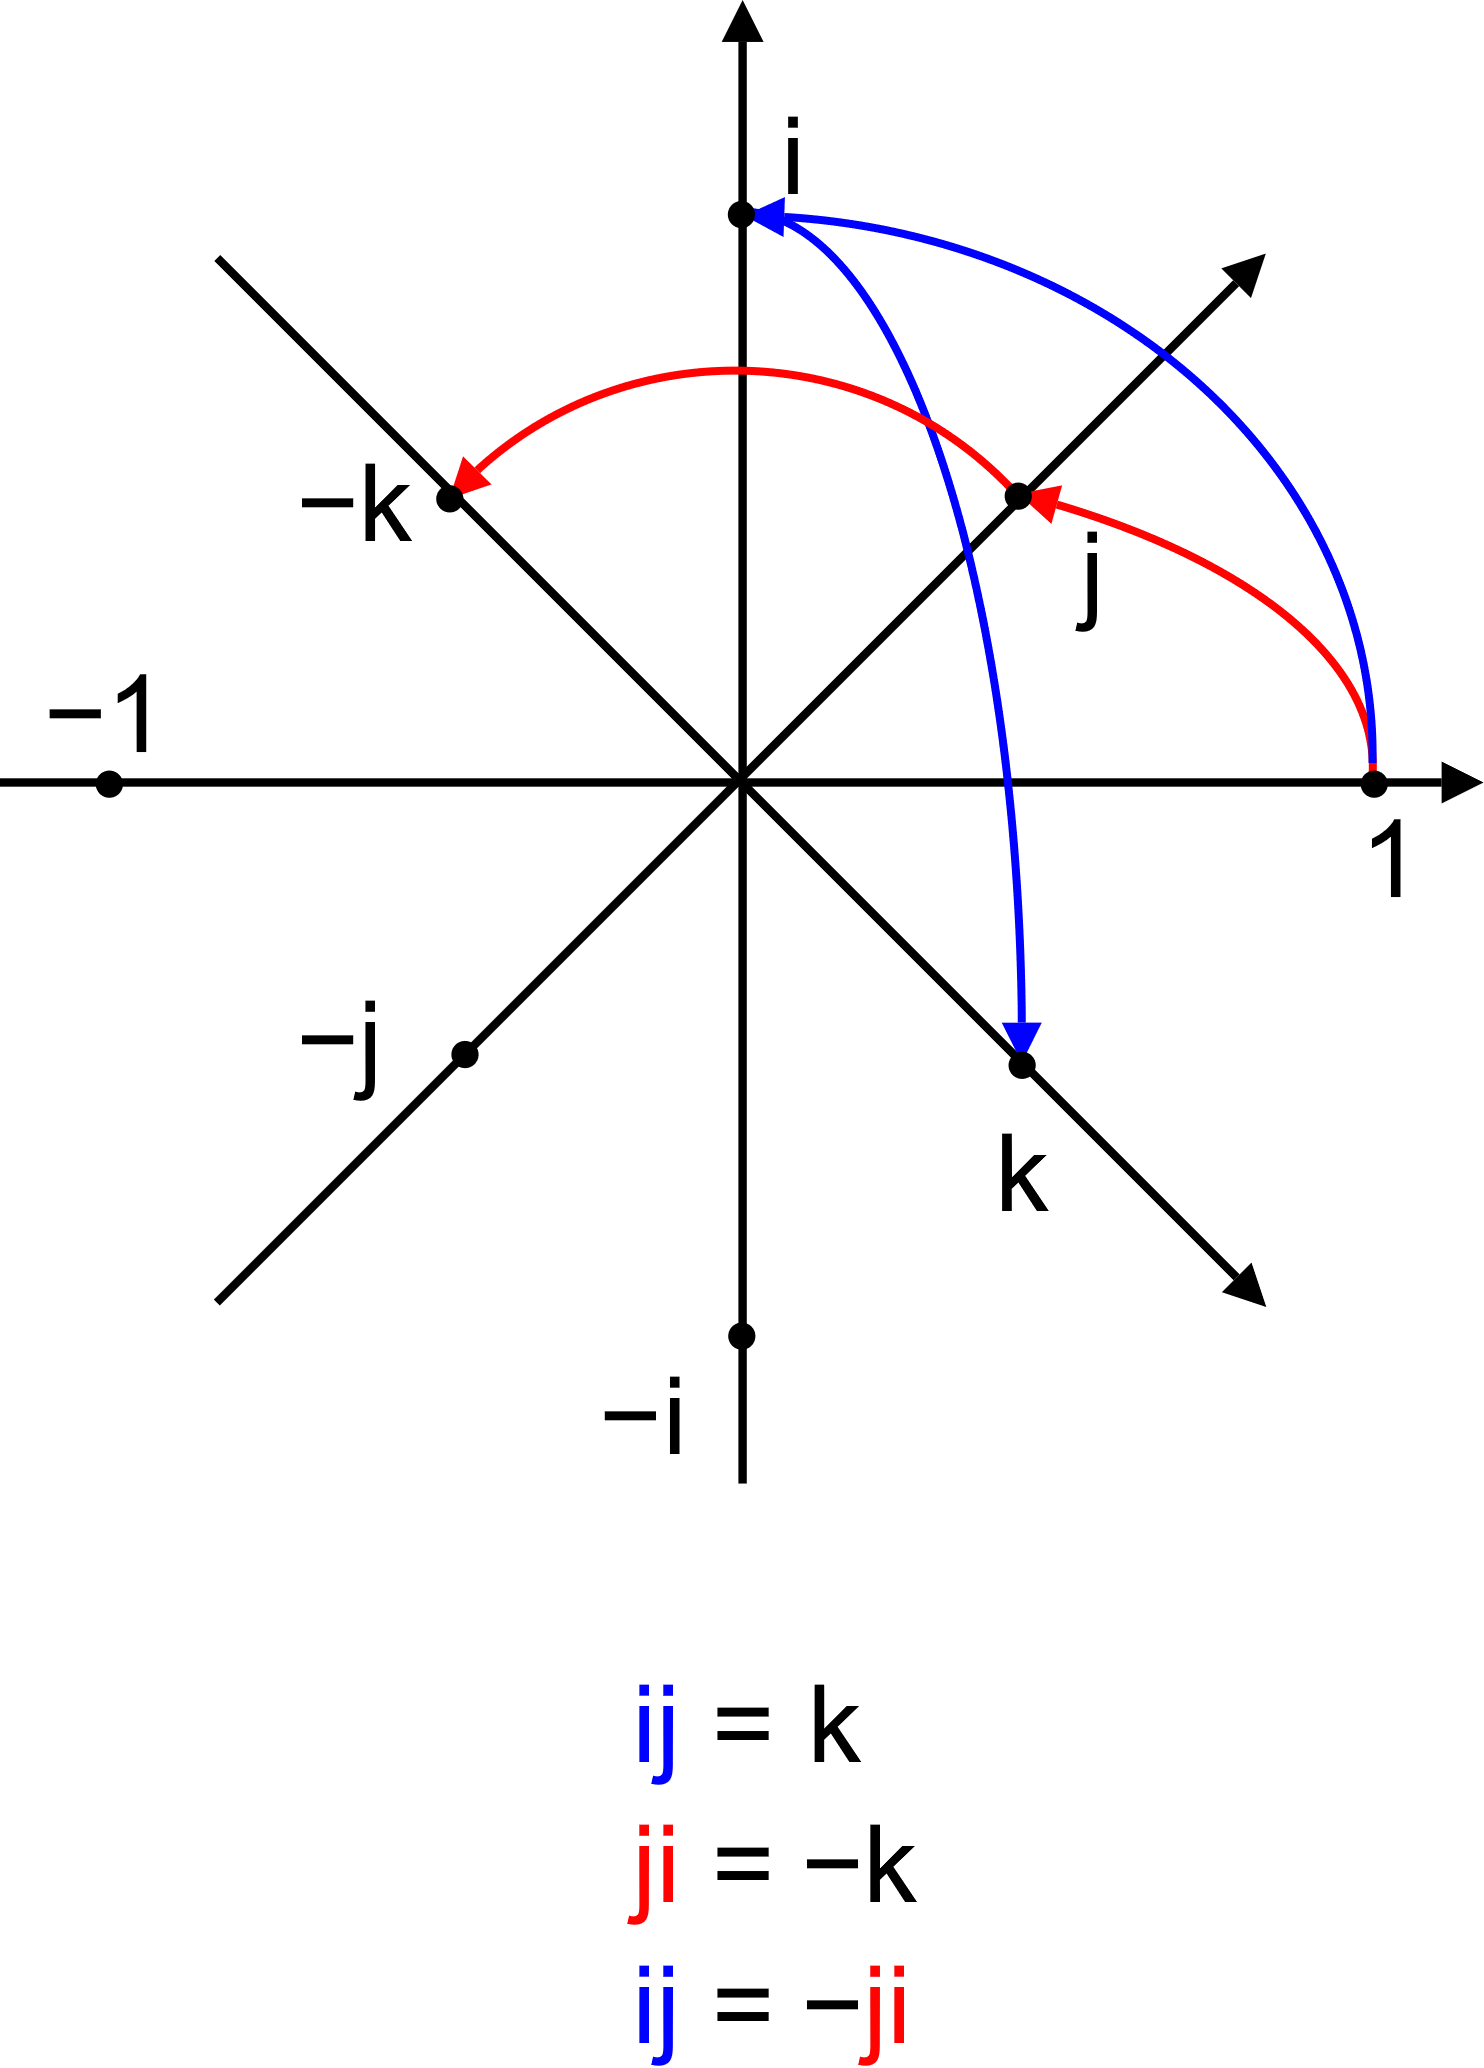 i
−k
j
−1
1
−j
k
−i
ij = k
ji = −k
ij = −ji